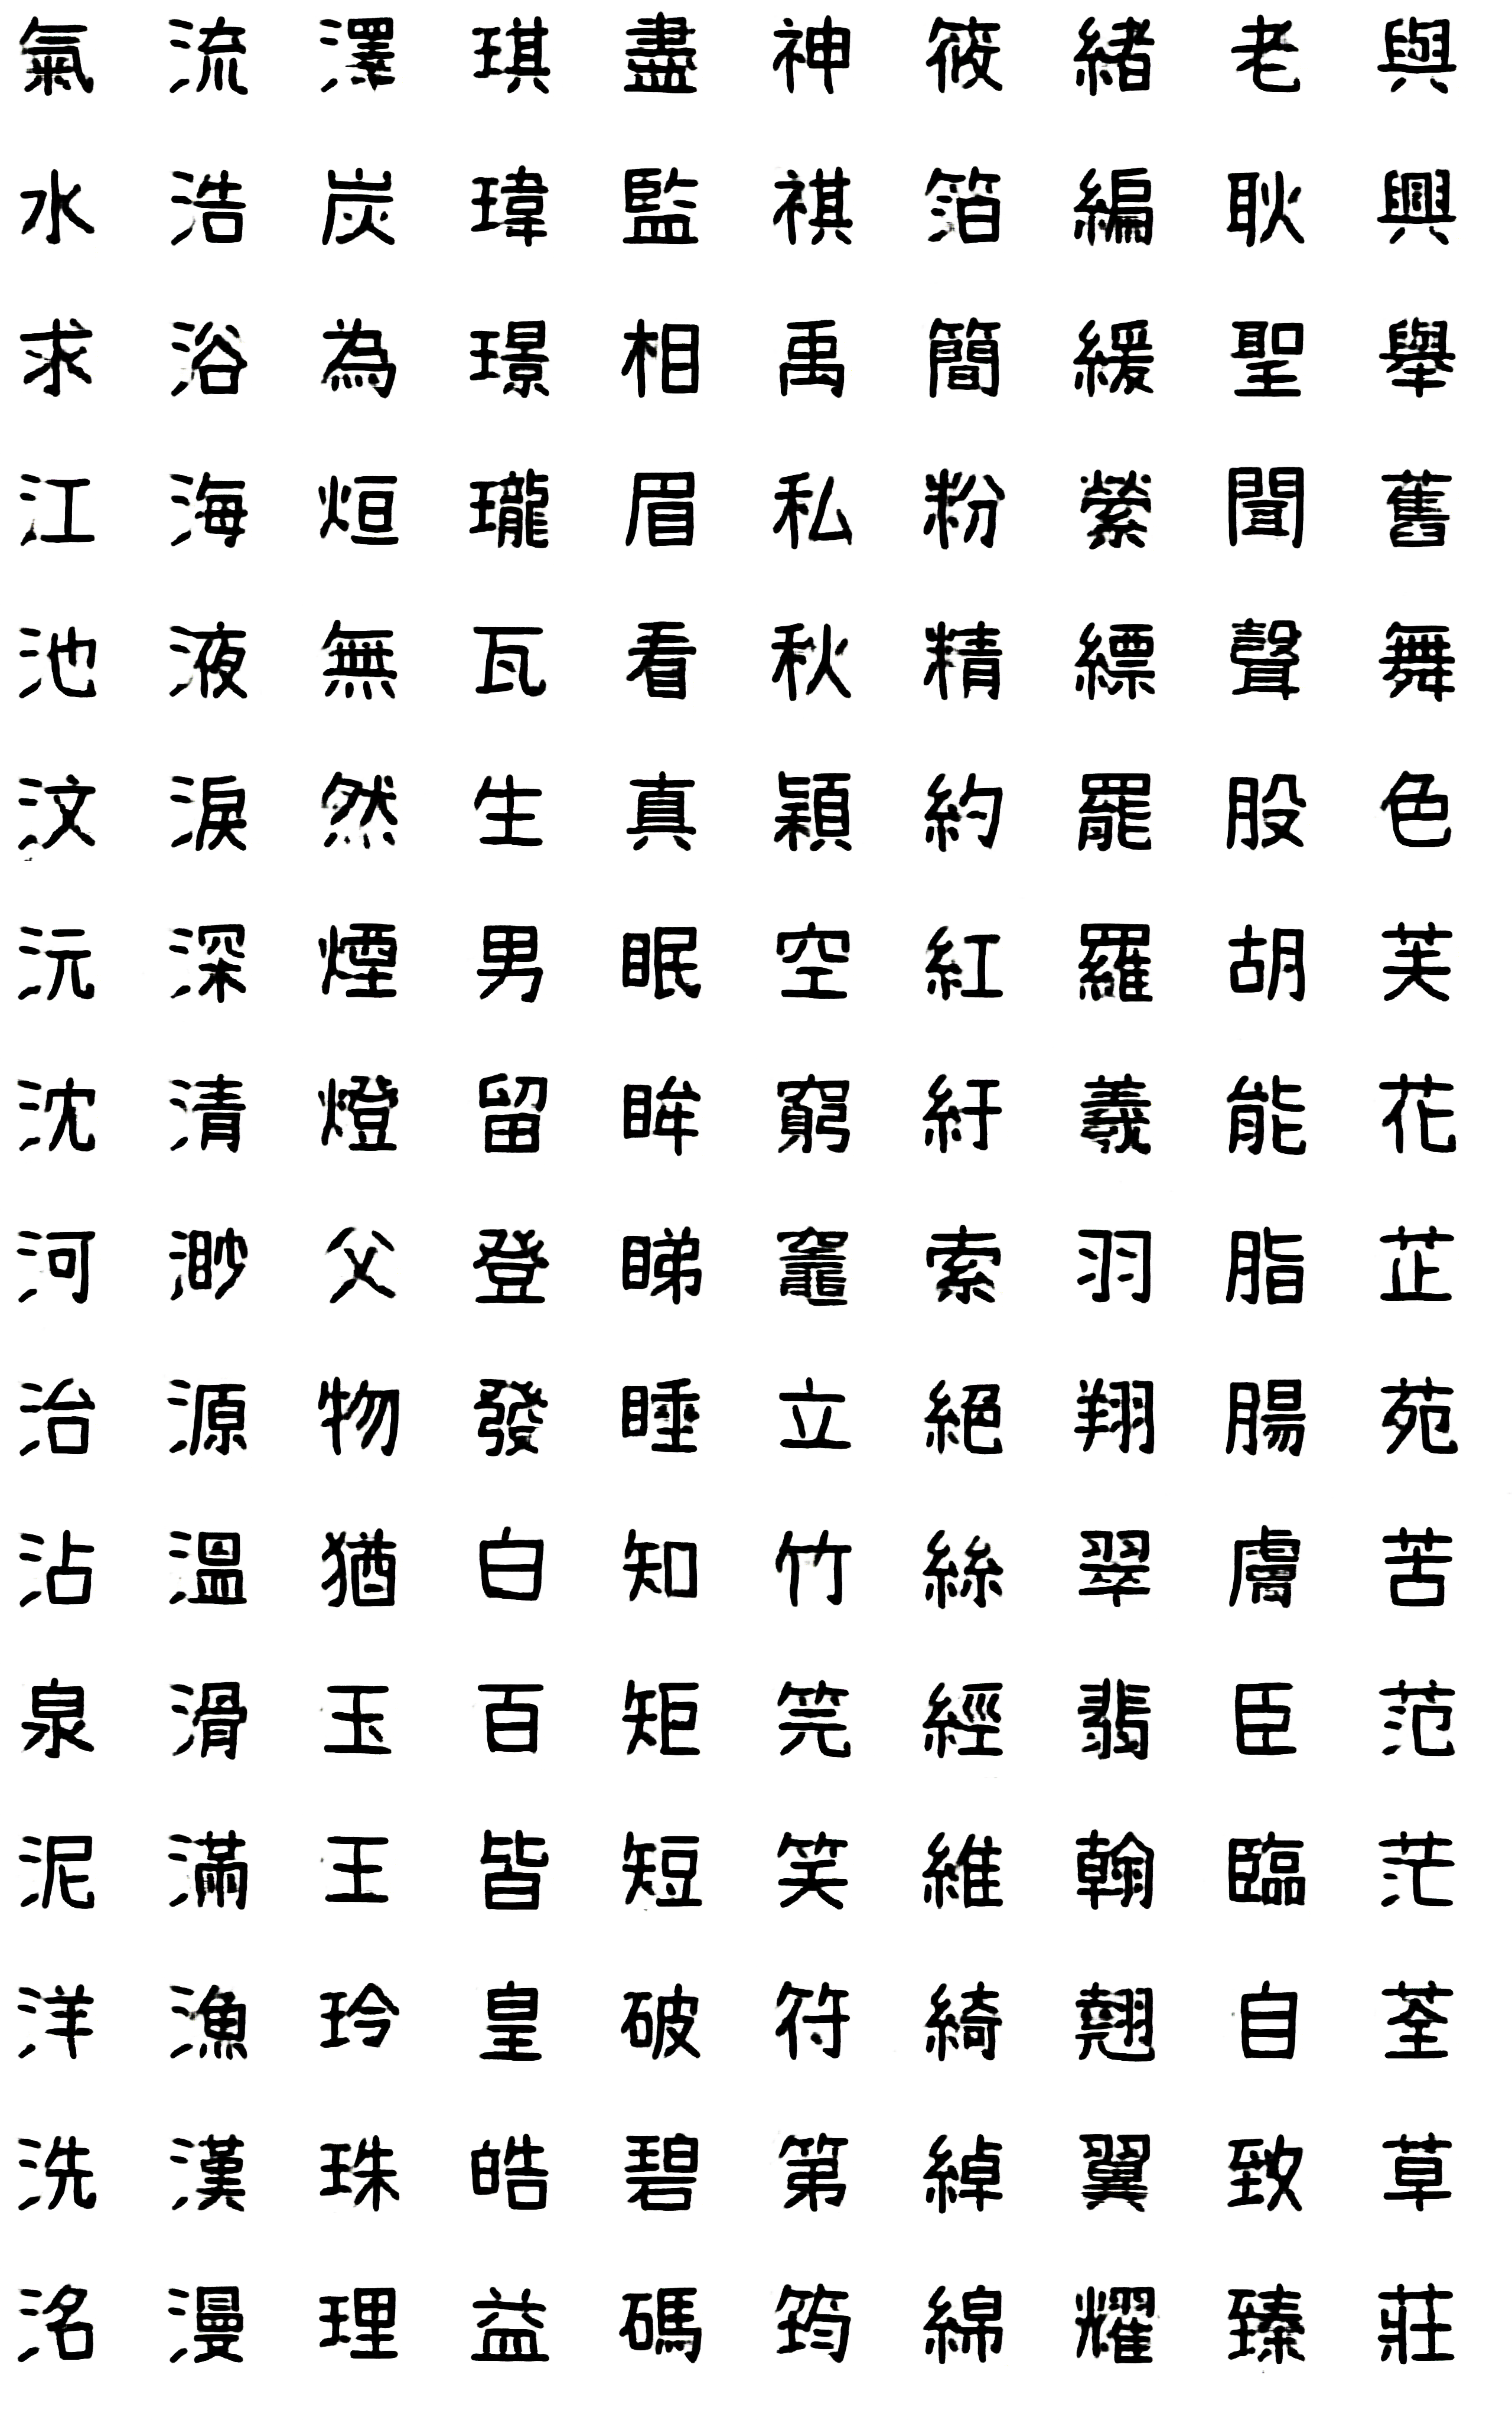 氣流澤琪盡神筱緒老與
水浩炭瑋監祺箔編耿興
求浴為璟相禹簡緩聖舉
江海烜瓏眉私粉縈聞舊
池液無瓦看秋精縹聲舞
汶淚然生真穎約罷股色
沅深煙男眠空紅羅胡芙
沈清燈留眸窮紆羲能花
河渺父登睇竈索羽脂芷
治源物發睡立絕翔腸苑
沾溫猶白知竹絲翠膚苦
泉滑玉百矩筦經翡臣范
泥滿王皆短笑維翰臨茫
洋漁玲皇破符綺翹自荃
洗漢珠皓碧第綽翼致草
洺漫理益碼筠綿耀臻莊